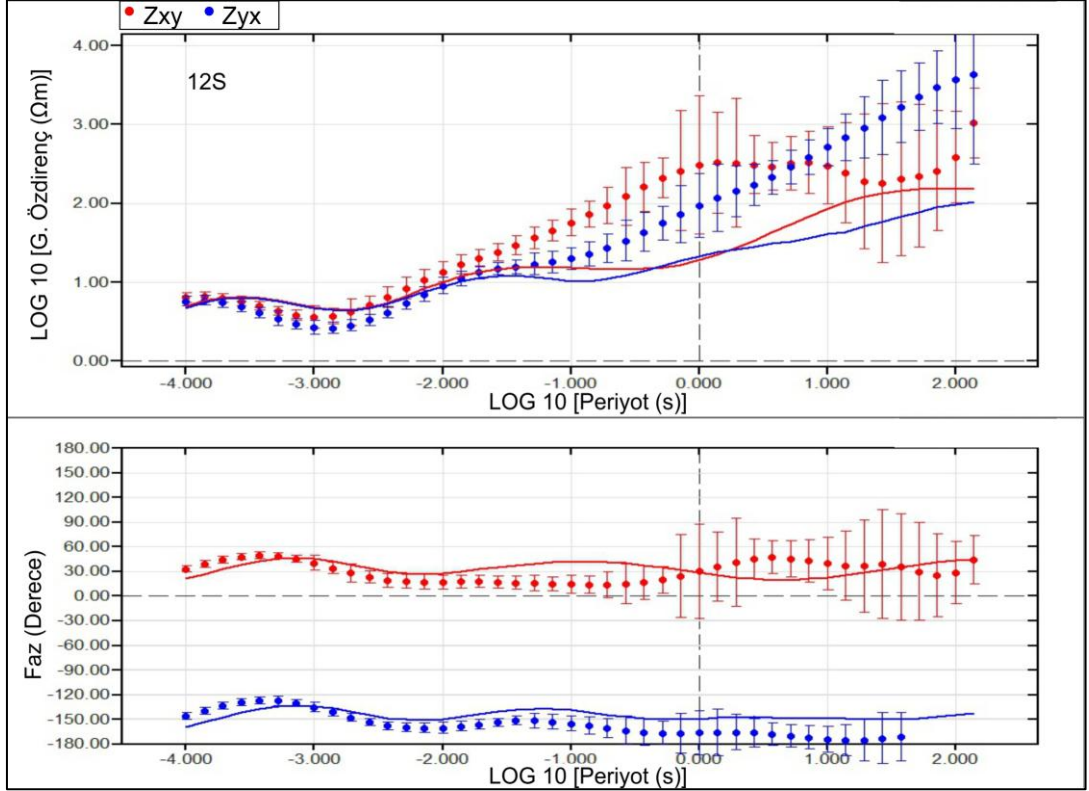 Zxy Zyx
12S
LOG 10 [G. Özdirenç (Ωm)]
4.00
3.00
2.00
1.00
0.00
-4.000 -3.000 -2.000 -1.000 0.000 1.000 2.000
LOG 10 [Periyot (s)]
Faz (Derece)
180.00
150.00
120.00
90.00
60.00
30.00
0.00
-30.00
-60.00
-90.00
-120.00
-150.00
-180.00
-4.000 -3.000 -2.000 -1.000 0.000 1.000 2.000
LOG 10 [Periyot (s)]